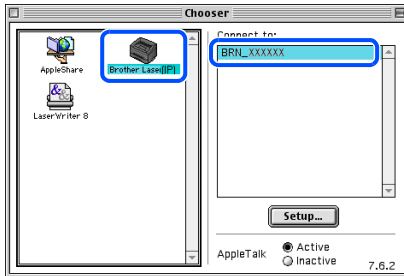 Chooser
Connect to:
AppleShare
Brother Laser(IP)
BRN_XXXXXX
LaserWriter 8
Setup...
AppleTalk
Active
Inactive
7.6.2